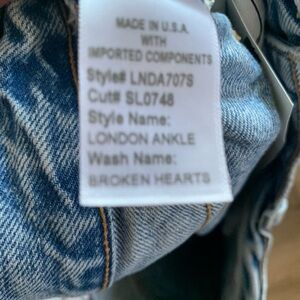 MADE IN U.S.A.
WITH
IMPORTED COMPONENTS
Style# LNDA707S
Cut# SL0748
Style Name:
LONDON ANKLE
Wash Name:
BROKEN HEARTS